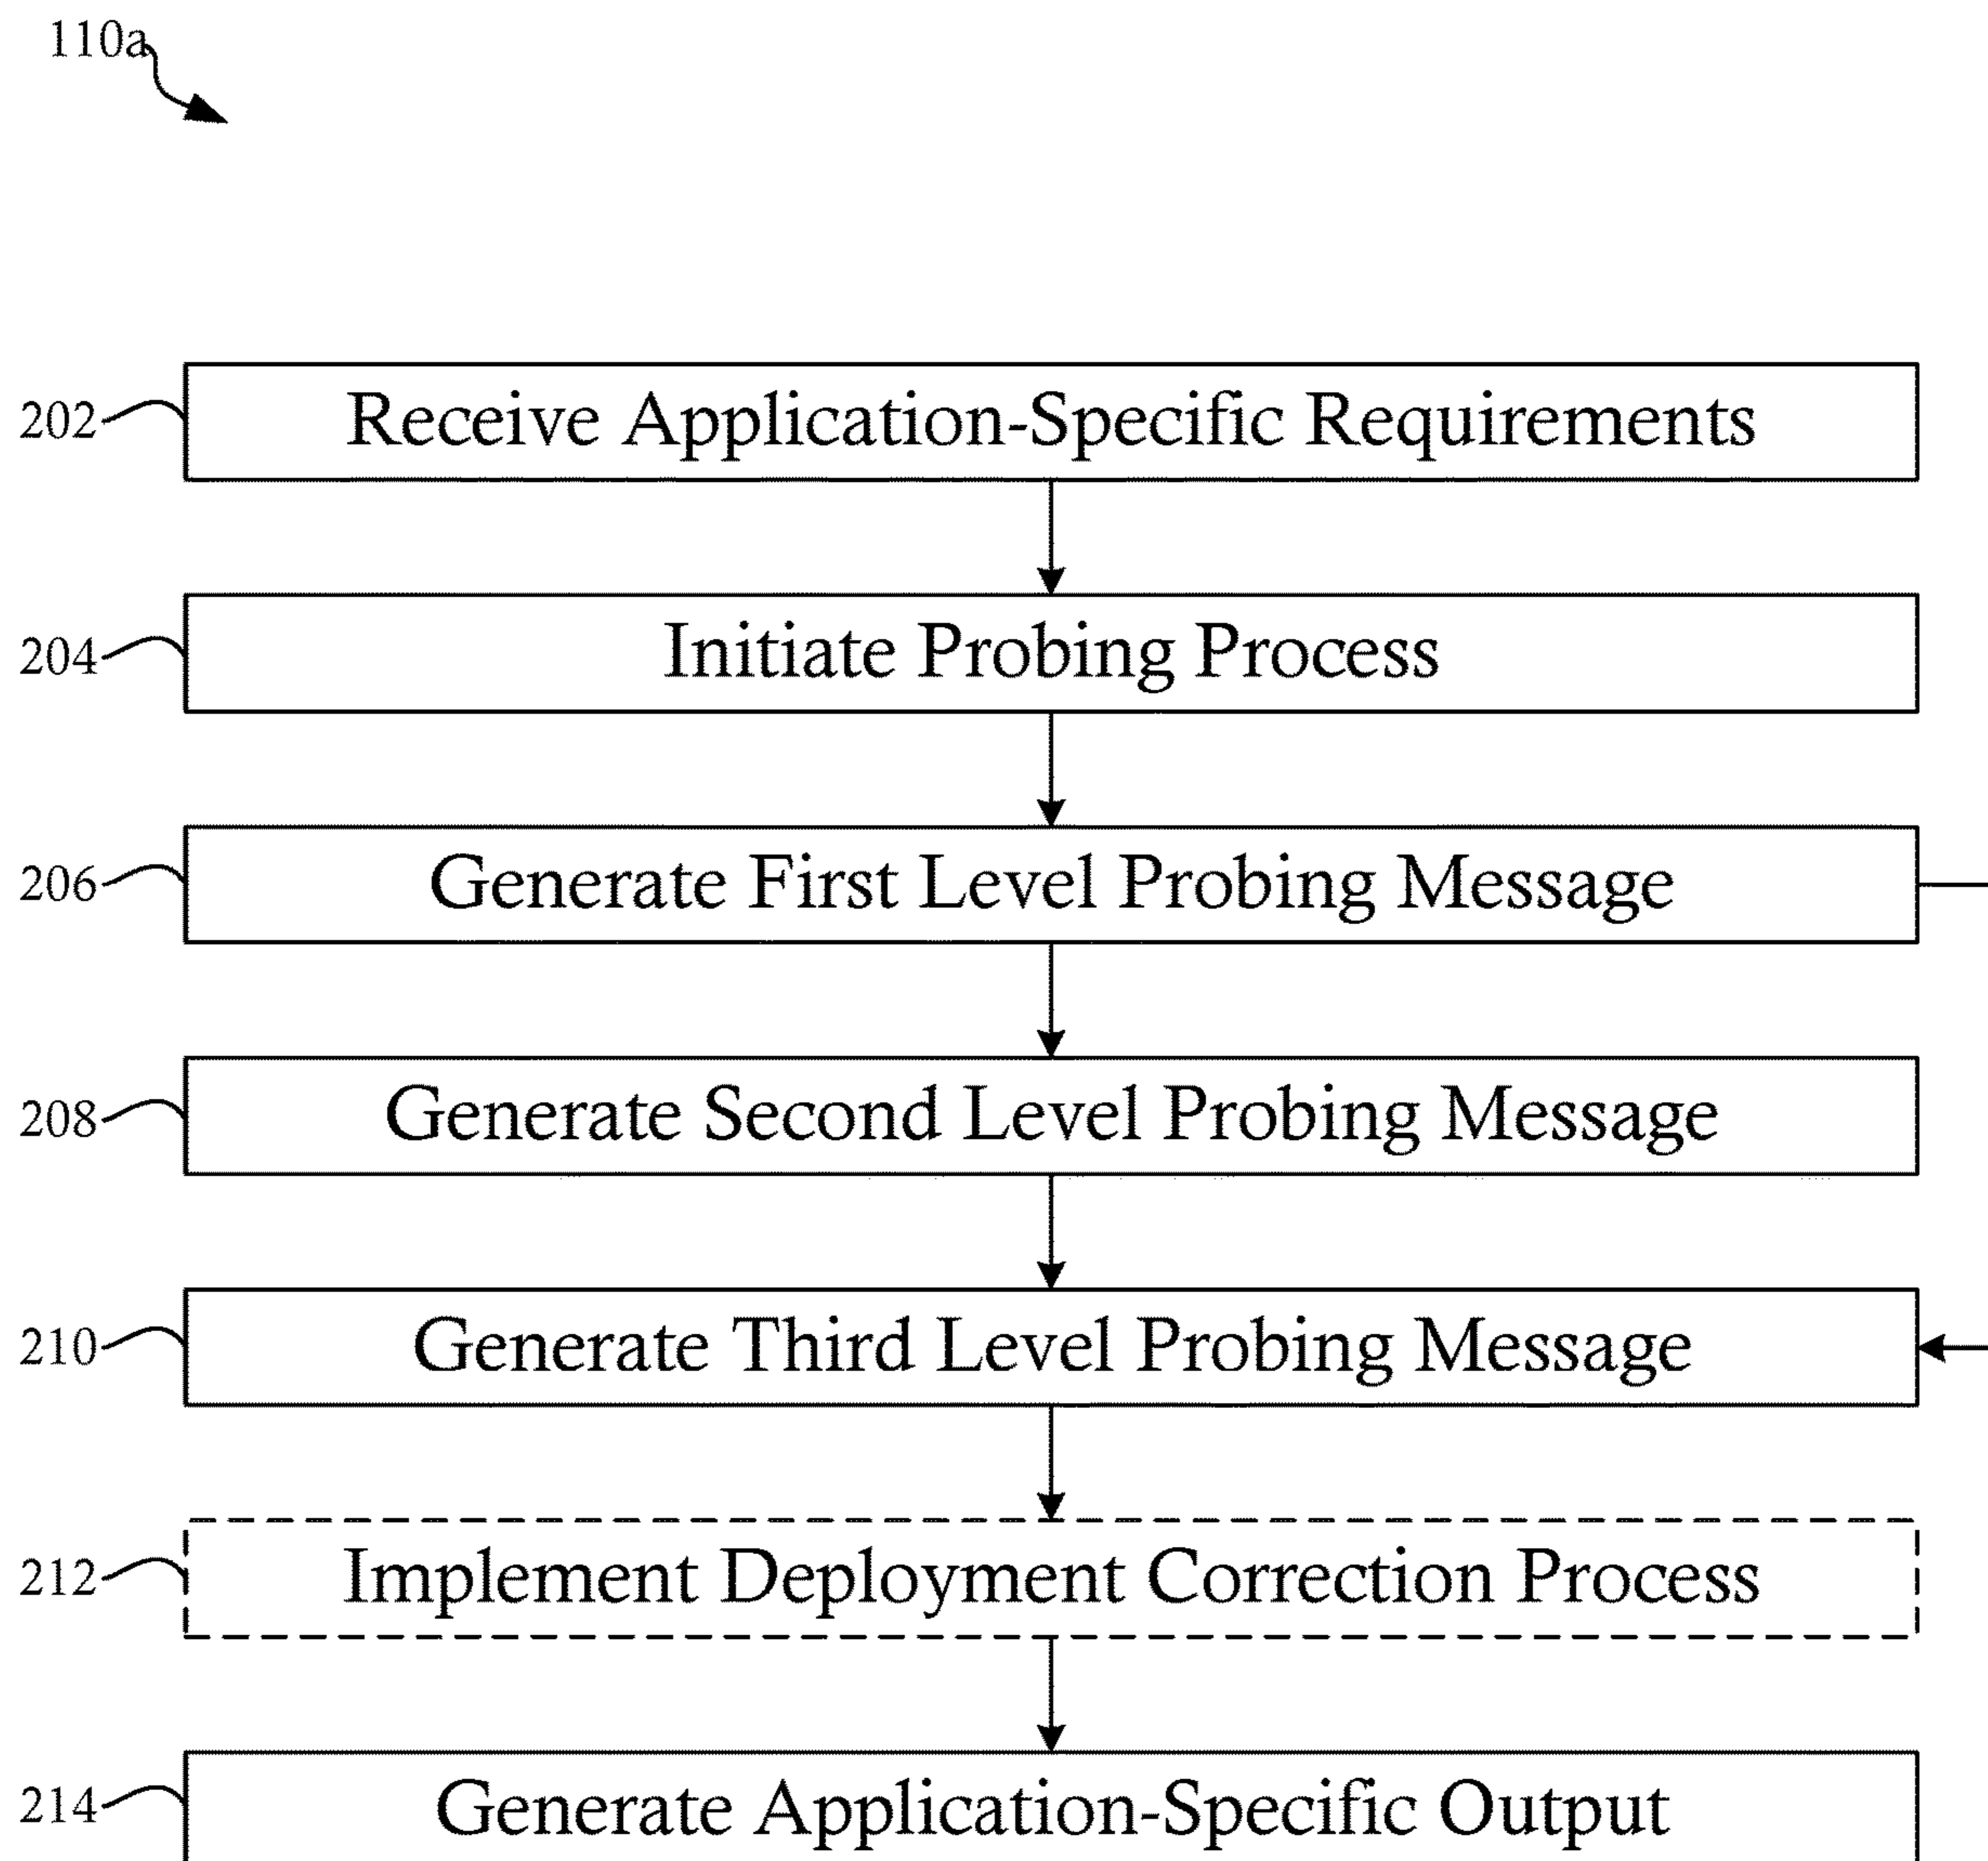 110a
202 Receive Application-Specific Requirements
204 Initiate Probing Process
206 Generate First Level Probing Message
208 Generate Second Level Probing Message
210 Generate Third Level Probing Message
212 Implement Deployment Correction Process
214 Generate Application-Specific Output